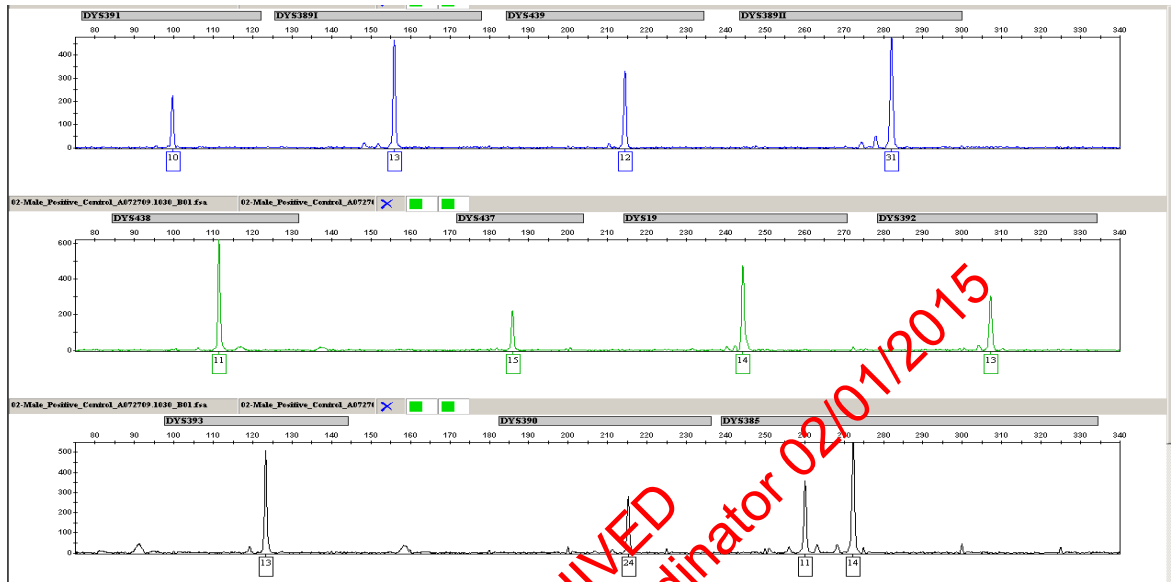 DYS391 DYS389I DYS439 DYS389II
80 90 100 110 120 130 140 150 160 170 180 190 200 210 220 230 240 250 260 270 280 290 300 310 320 330 340
400
300
200
100
0
10 13 12 31
02-Male_Positive_Control_A072709.1030_B01.fsa 02-Male_Positive_Control_A0727
DYS438 DYS437 DYS19 DYS392
80 90 100 110 120 130 140 150 160 170 180 190 200 210 220 230 240 250 260 270 280 290 300 310 320 330 340
600
400
200
0
11 15 14 13
02-Male_Positive_Control_A072709.1030_B01.fsa 02-Male_Positive_Control_A0727
DYS393 DYS390 DYS385
80 90 100 110 120 130 140 150 160 170 180 190 200 210 220 230 240 250 260 270 280 290 300 310 320 330 340
500
400
300
200
100
0
13 24 11 14
HIVED
dinator 02/01/2015